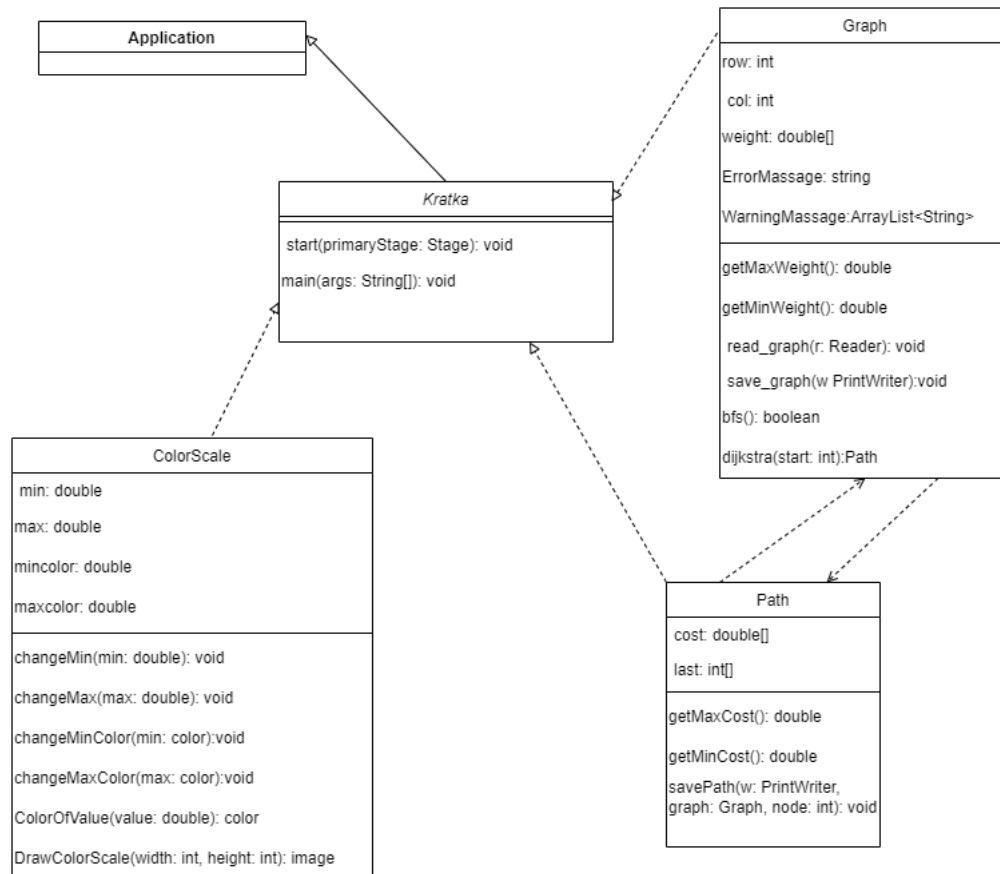 Application
Kratka
start(primaryStage: Stage): void
main(args: String[]): void
Graph
row: int
col: int
weight: double[]
ErrorMassage: string
WarningMassage:ArrayList<String>
getMaxWeight(): double
getMinWeight(): double
read_graph(r: Reader): void
save_graph(w PrintWriter):void
bfs(): boolean
dijkstra(start: int):Path
ColorScale
min: double
max: double
mincolor: double
maxcolor: double
changeMin(min: double): void
changeMax(max: double): void
changeMinColor(min: color):void
changeMaxColor(max: color):void
ColorOfValue(value: double): color
DrawColorScale(width: int, height: int): image
Path
cost: double[]
last: int[]
getMaxCost(): double
getMinCost(): double
savePath(w: PrintWriter,
graph: Graph, node: int): void